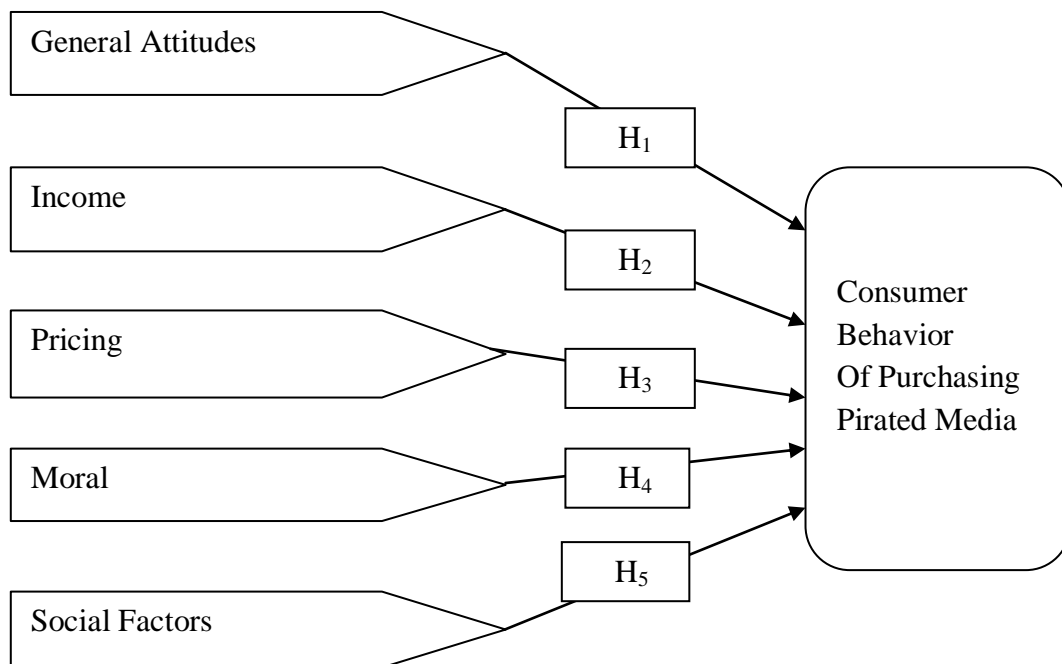 General Attitudes
H₁
Income
H₂
Pricing
H₃
Moral
H₄
Social Factors
H₅
Consumer
Behavior
Of Purchasing
Pirated Media